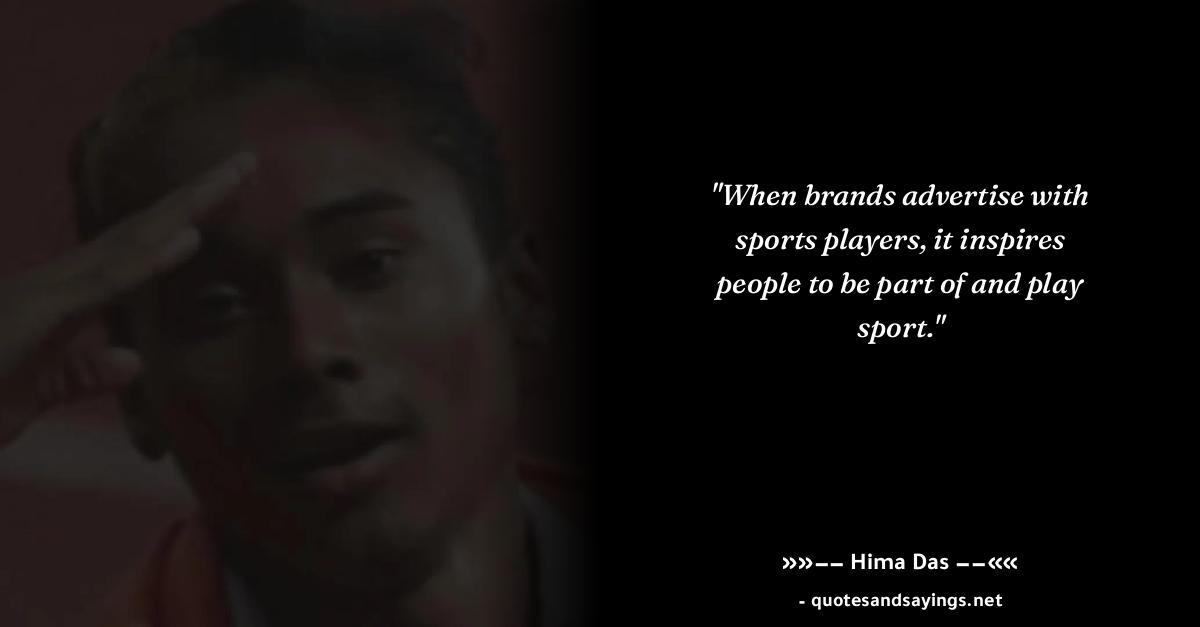 "When brands advertise with
sports players, it inspires
people to be part of and play
sport."
»»–– Hima Das ––««
- quotesandsayings.net